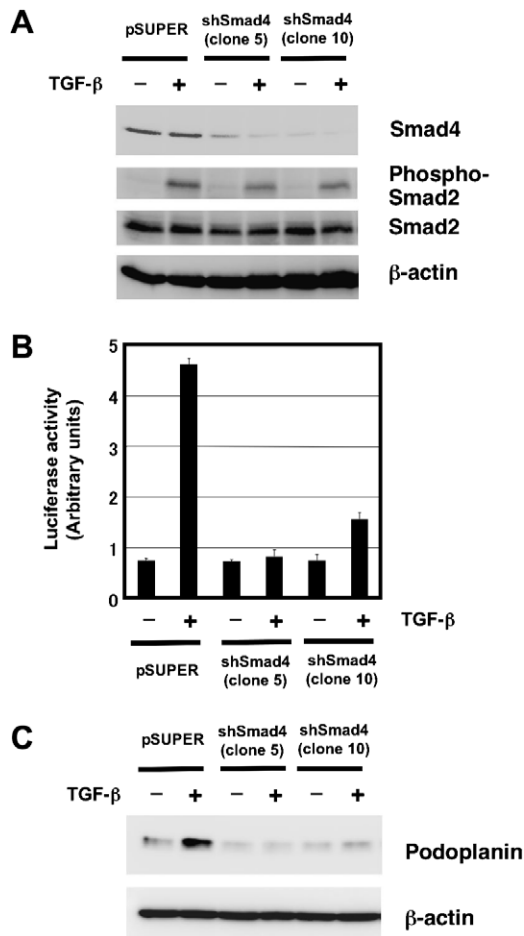 A
pSUPER shSmad4 (clone 5) shSmad4 (clone 10)
TGF-β − + − + − +
Smad4
Phospho-
Smad2
Smad2
β-actin
B
Luciferase activity
(Arbitrary units)
5
4
3
2
1
0
− + − + − + TGF-β
pSUPER shSmad4 (clone 5) shSmad4 (clone 10)
C
pSUPER shSmad4 (clone 5) shSmad4 (clone 10)
TGF-β − + − + − +
Podoplanin
β-actin